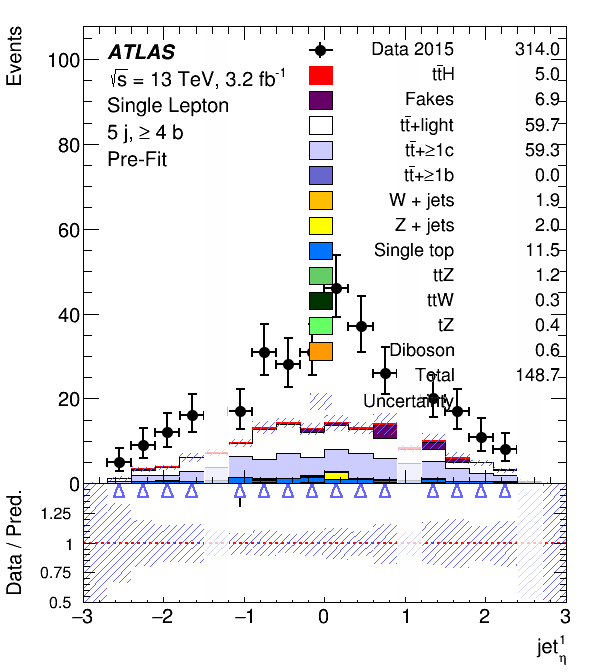 Events
100
80
60
40
20
0
ATLAS
√s = 13 TeV, 3.2 fb⁻¹
Single Lepton
5 j, ≥ 4 b
Pre-Fit
Data 2015 314.0
tt̄H 5.0
Fakes 6.9
tt̄+light 59.7
tt̄+≥1c 59.3
tt̄+≥1b 0.0
W + jets 1.9
Z + jets 2.0
Single top 11.5
tt̄Z 1.2
ttW 0.3
tZ 0.4
Diboson 0.6
Total 148.7
Uncertainty
Data / Pred.
1.25
1
0.75
0.5
−3 −2 −1 0 1 2 3
jet¹η